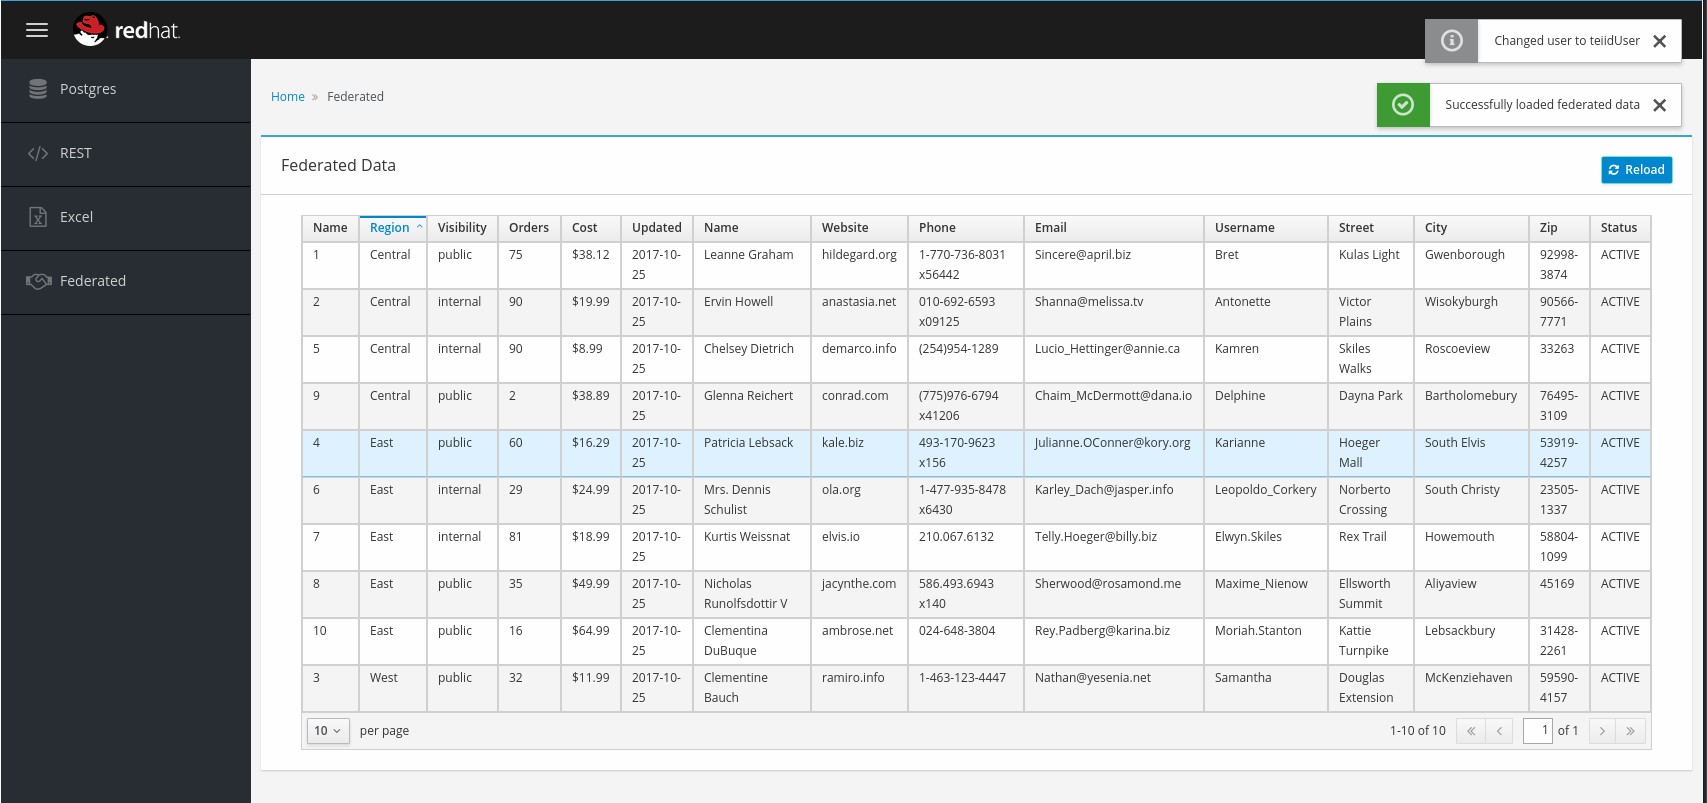 redhat.
Changed user to teiidUser
Postgres
Home » Federated
Successfully loaded federated data
REST
Federated Data
Reload
Excel
Federated
Name Region Visibility Orders Cost Updated Name Website Phone Email Username Street City Zip Status
1 Central public 75 $38.12 2017-10- Leanne Graham hildegard.org 1-770-736-8031 Sincere@april.biz Bret Kulas Light Gwenborough 92998- ACTIVE
25 x56442 3874
2 Central internal 90 $19.99 2017-10- Ervin Howell anastasia.net 010-692-6593 Shanna@melissa.tv Antonette Victor Wisokyburgh 90566- ACTIVE
25 x09125 Plains 7771
5 Central internal 90 $8.99 2017-10- Chelsey Dietrich demarco.info (254)954-1289 Lucio_Hettinger@annie.ca Kamren Skiles Roscoeview 33263 ACTIVE
25 Walks
9 Central public 2 $38.89 2017-10- Glenna Reichert conrad.com (775)976-6794 Chaim_McDermott@dana.io Delphine Dayna Park Bartholomebury 76495- ACTIVE
25 x41206 3109
4 East public 60 $16.29 2017-10- Patricia Lebsack kale.biz 493-170-9623 Julianne.OConner@kory.org Karianne Hoeger South Elvis 53919- ACTIVE
25 x156 Mall 4257
6 East internal 29 $24.99 2017-10- Mrs. Dennis ola.org 1-477-935-8478 Karley_Dach@jasper.info Leopoldo_Corkery Norberto South Christy 23505- ACTIVE
25 Schulist x6430 Crossing 1337
7 East internal 81 $18.99 2017-10- Kurtis Weissnat elvis.io 210.067.6132 Telly.Hoeger@billy.biz Elwyn.Skiles Rex Trail Howemouth 58804- ACTIVE
25 1099
8 East public 35 $49.99 2017-10- Nicholas jacynthe.com 586.493.6943 Sherwood@rosamond.me Maxime_Nienow Ellsworth Aliyaview 45169 ACTIVE
25 Runolfsdottir V x140 Summit
10 East public 16 $64.99 2017-10- Clementina ambrose.net 024-648-3804 Rey.Padberg@karina.biz Moriah.Stanton Kattie Lebsackbury 31428- ACTIVE
25 DuBuque Turnpike 2261
3 West public 32 $11.99 2017-10- Clementine ramiro.info 1-463-123-4447 Nathan@yesenia.net Samantha Douglas McKenziehaven 59590- ACTIVE
25 Bauch Extension 4157
10 per page 1-10 of 10 « ‹ 1 of 1 › »